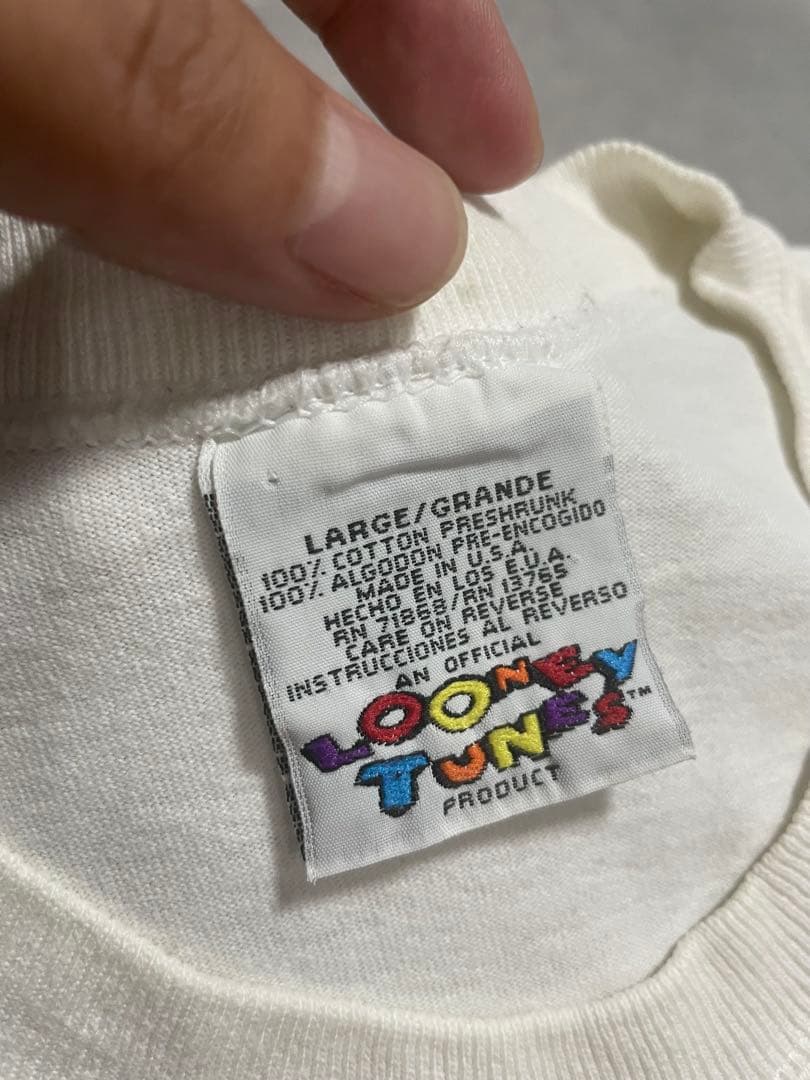 LARGE/GRANDE
100% COTTON PRESHRUNK
100% ALGODON PRE-ENCOGIDO
MADE IN U.S.A.
HECHO EN LOS E.U.A.
RN 71868/RN 13765
CARE ON REVERSE
INSTRUCCIONES AL REVERSO
AN OFFICIAL
LOONEY
TUNES™
PRODUCT